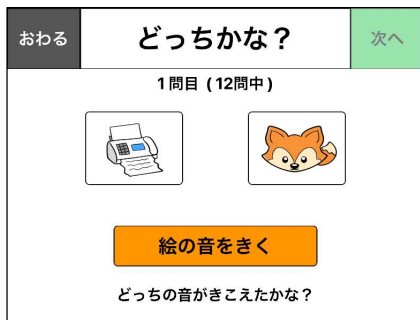 おわる
どっちかな？
次へ
1問目 (12問中)
絵の音をきく
どっちの音がきこえたかな？